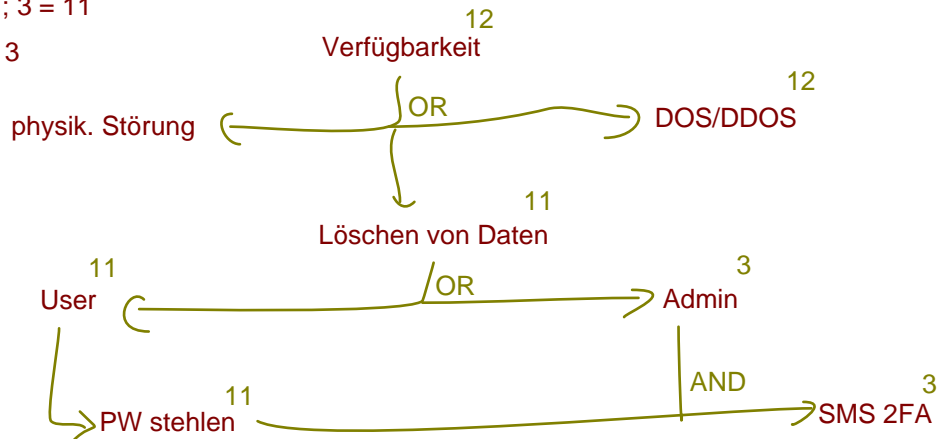 ; 3 = 11
12
3
Verfügbarkeit
12
OR
physik. Störung
DOS/DDOS
11
Löschen von Daten
11
3
OR
User
Admin
11
AND
3
PW stehlen
SMS 2FA